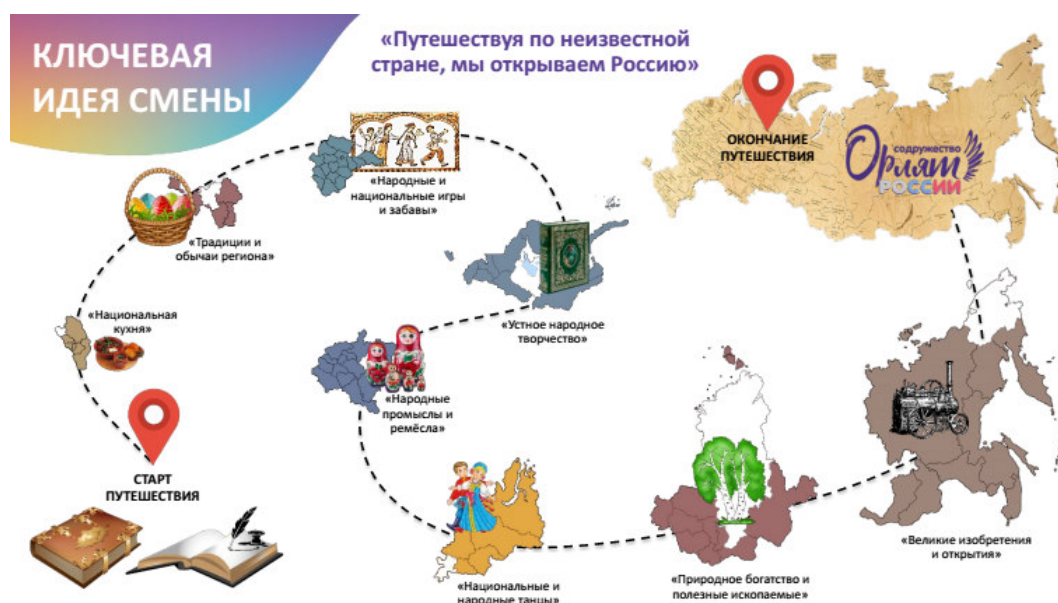 КЛЮЧЕВАЯ
ИДЕЯ СМЕНЫ
«Путешествуя по неизвестной
стране, мы открываем Россию»
СТАРТ
ПУТЕШЕСТВИЯ
«Национальная
кухня»
«Традиции и
обычаи региона»
«Народные и
национальные игры
и забавы»
«Устное народное
творчество»
«Народные
промыслы и
ремёсла»
«Национальные и
народные танцы»
«Природное богатство и
полезные ископаемые»
«Великие изобретения
и открытия»
ОКОНЧАНИЕ
ПУТЕШЕСТВИЯ
содружество
Орлят
РОССИИ